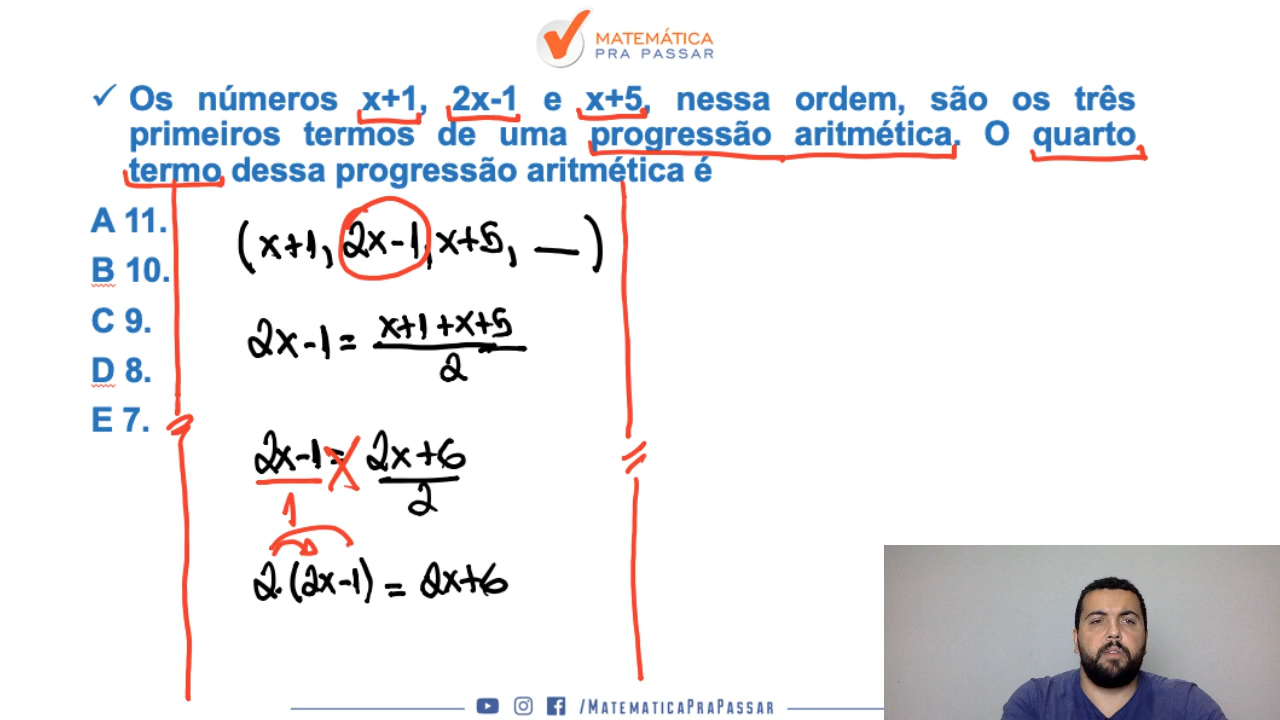 MATEMÁTICA
PRA PASSAR
✓ Os números x+1, 2x-1 e x+5, nessa ordem, são os três
primeiros termos de uma progressão aritmética. O quarto
termo dessa progressão aritmética é
A 11.
B 10.
C 9.
D 8.
E 7.
(x+1, 2x-1, x+5, __)
2x-1 = x+1+x+5
2
2x-1 = 2x+6
1 2
2.(2x-1) = 2x+6
/MatematicaPraPassar